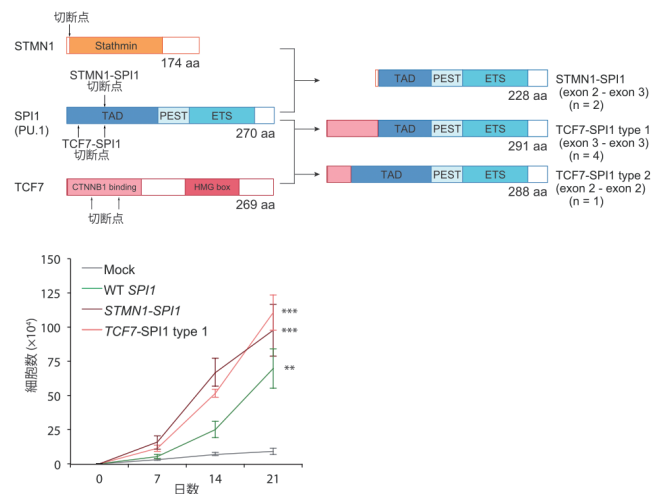 切断点
STMN1
Stathmin
174 aa
STMN1-SPI1
切断点
SPI1
(PU.1)
TAD
PEST
ETS
270 aa
TCF7-SPI1
切断点
TCF7
CTNNB1 binding
HMG box
269 aa
切断点
TAD
PEST
ETS
228 aa
STMN1-SPI1
(exon 2 - exon 3)
(n = 2)
TAD
PEST
ETS
291 aa
TCF7-SPI1 type 1
(exon 3 - exon 3)
(n = 4)
TAD
PEST
ETS
288 aa
TCF7-SPI1 type 2
(exon 2 - exon 2)
(n = 1)
細胞数 (×10⁴)
150
125
100
75
50
25
0
Mock
WT SPI1
STMN1-SPI1
TCF7-SPI1 type 1
***
***
**
0 7 14 21
日数